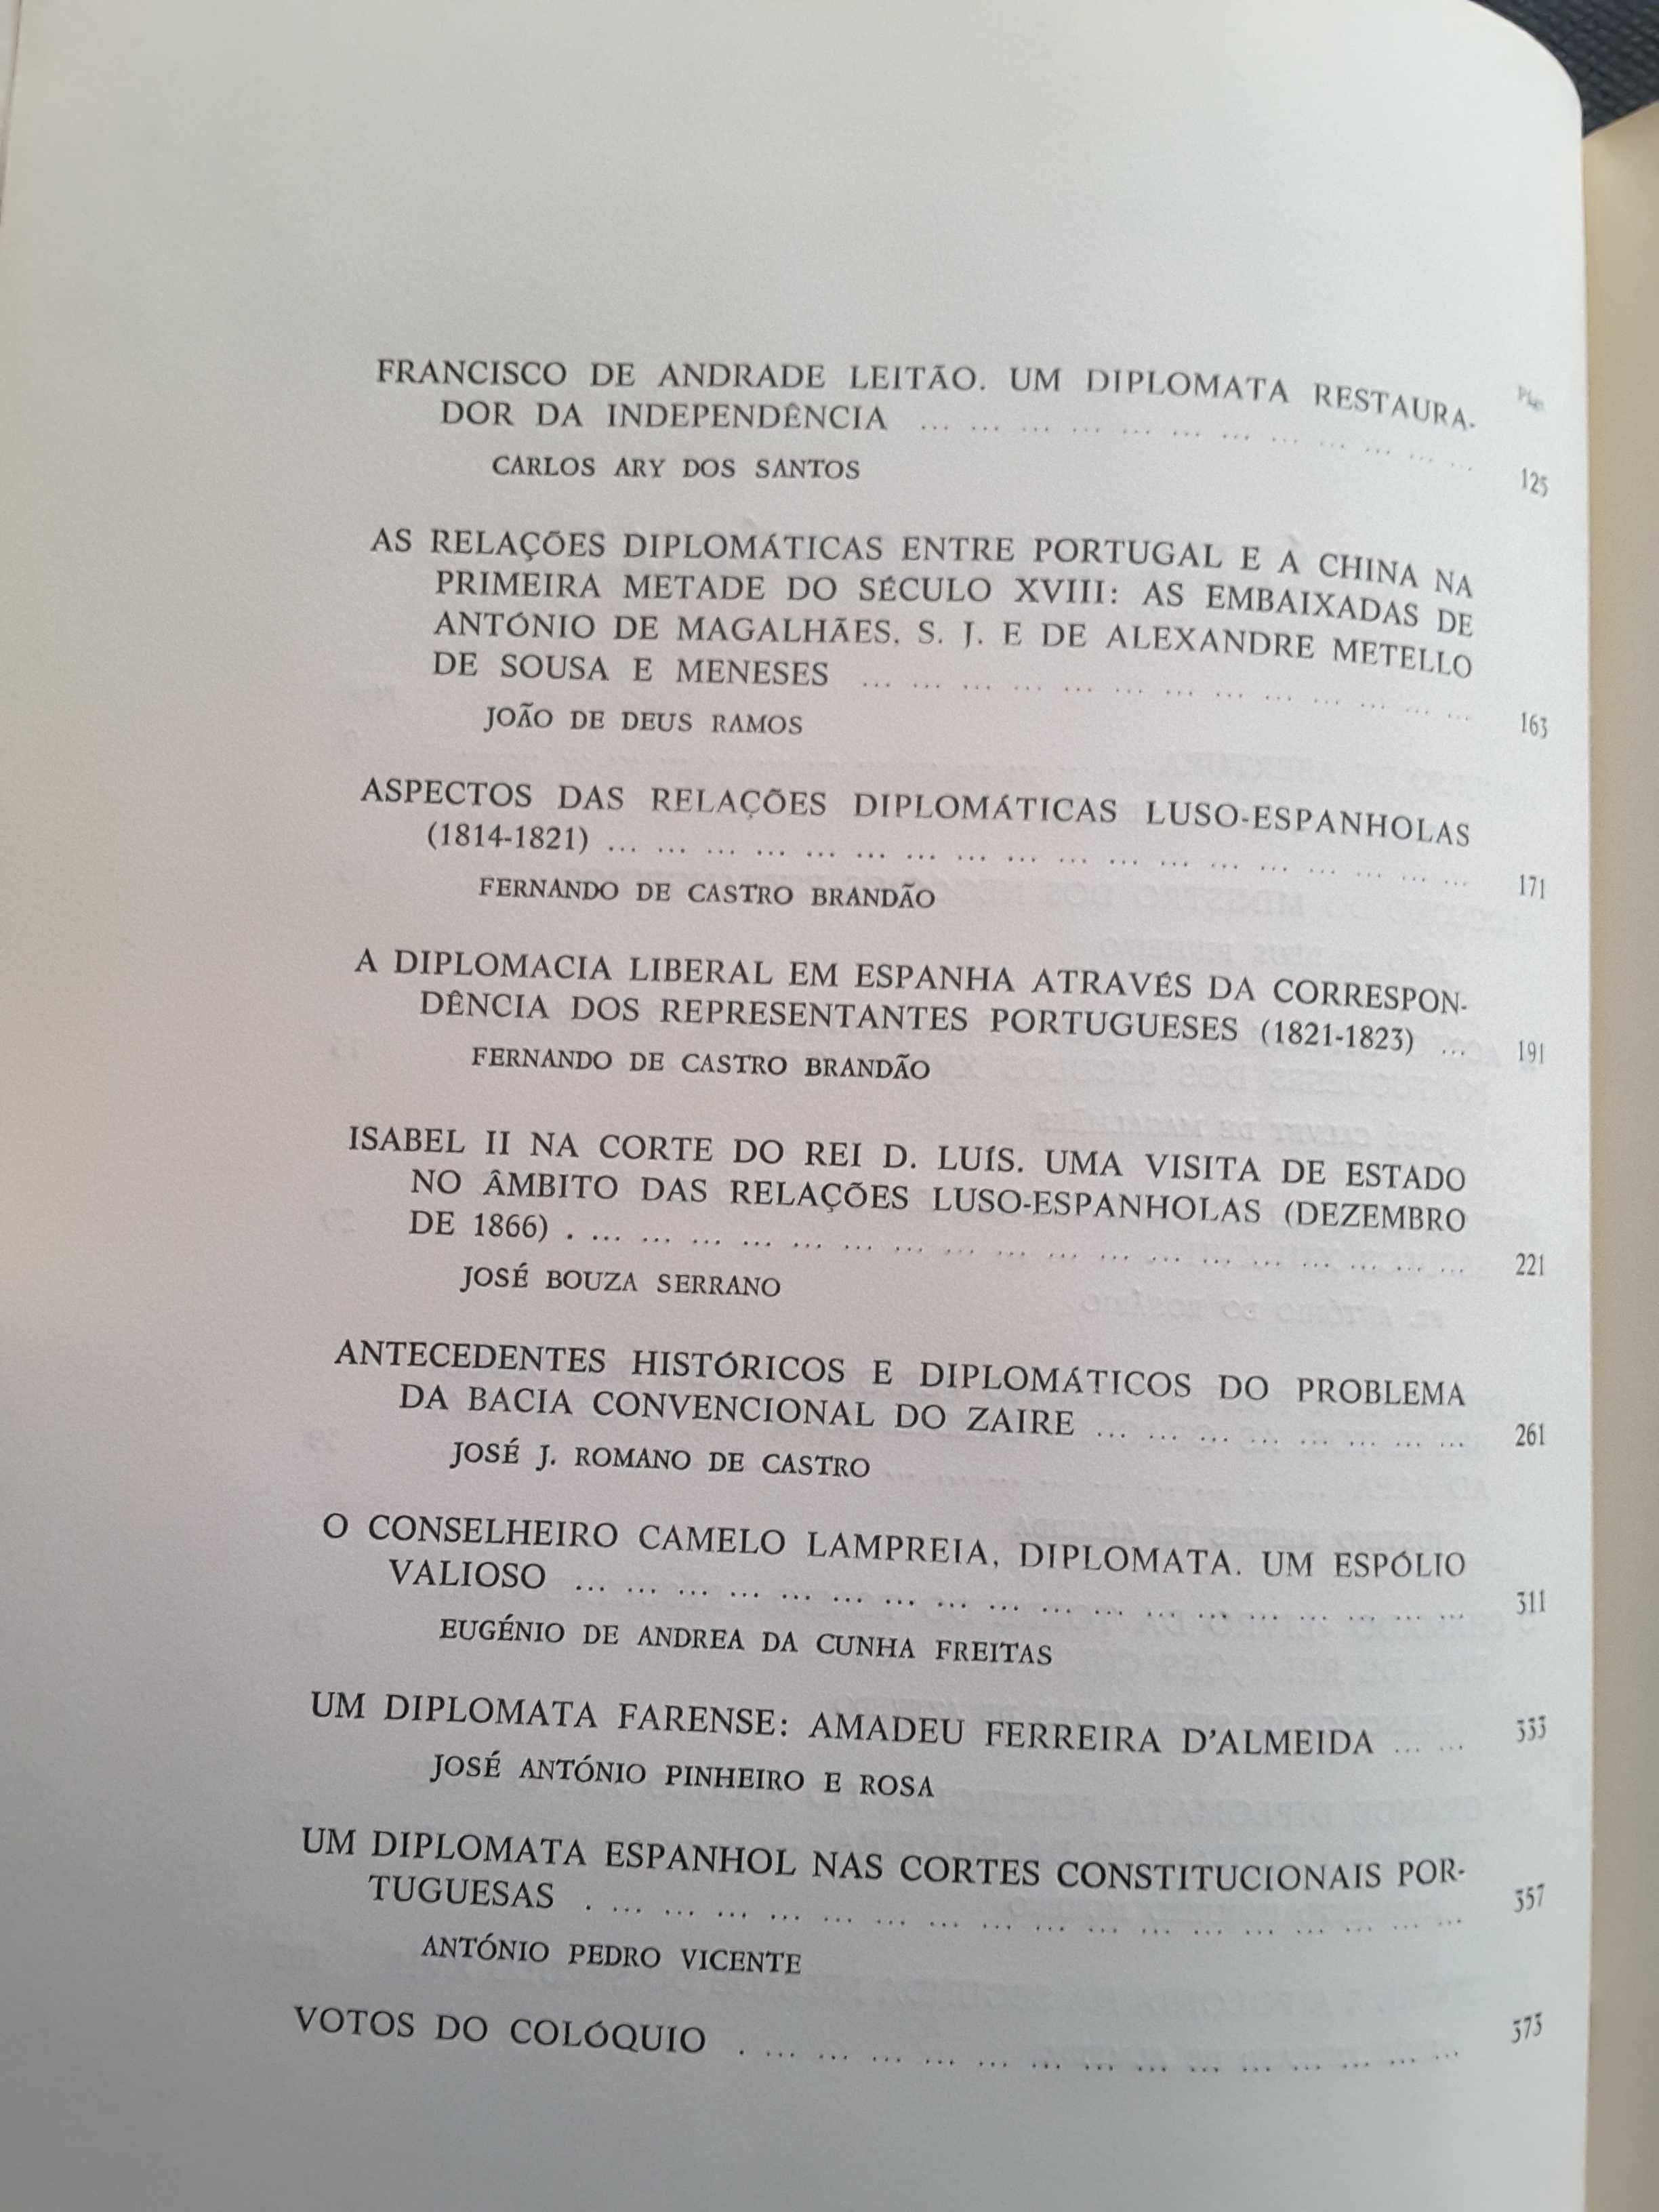 Págs.
FRANCISCO DE ANDRADE LEITÃO. UM DIPLOMATA RESTAURA-
DOR DA INDEPENDÊNCIA ... ... ... ... ... ... ... ... ... ... ... 125
CARLOS ARY DOS SANTOS
AS RELAÇÕES DIPLOMÁTICAS ENTRE PORTUGAL E A CHINA NA
PRIMEIRA METADE DO SÉCULO XVIII: AS EMBAIXADAS DE
ANTÓNIO DE MAGALHÃES, S. J. E DE ALEXANDRE METELLO
DE SOUSA E MENESES ... ... ... ... ... ... ... ... ... ... ... ... ... 163
JOÃO DE DEUS RAMOS
ASPECTOS DAS RELAÇÕES DIPLOMÁTICAS LUSO-ESPANHOLAS
(1814-1821) ... ... ... ... ... ... ... ... ... ... ... ... ... ... ... ... ... ... 171
FERNANDO DE CASTRO BRANDÃO
A DIPLOMACIA LIBERAL EM ESPANHA ATRAVÉS DA CORRESPON-
DÊNCIA DOS REPRESENTANTES PORTUGUESES (1821-1823) ... 191
FERNANDO DE CASTRO BRANDÃO
ISABEL II NA CORTE DO REI D. LUÍS. UMA VISITA DE ESTADO
NO ÂMBITO DAS RELAÇÕES LUSO-ESPANHOLAS (DEZEMBRO
DE 1866) . ... ... ... ... ... ... ... ... ... ... ... ... ... ... ... ... ... ... 221
JOSÉ BOUZA SERRANO
ANTECEDENTES HISTÓRICOS E DIPLOMÁTICOS DO PROBLEMA
DA BACIA CONVENCIONAL DO ZAIRE ... ... ... ... ... ... ... ... 261
JOSÉ J. ROMANO DE CASTRO
O CONSELHEIRO CAMELO LAMPREIA, DIPLOMATA. UM ESPÓLIO
VALIOSO ... ... ... ... ... ... ... ... ... ... ... ... ... ... ... ... ... ... 311
EUGÉNIO DE ANDREA DA CUNHA FREITAS
UM DIPLOMATA FARENSE: AMADEU FERREIRA D'ALMEIDA ... ... 333
JOSÉ ANTÓNIO PINHEIRO E ROSA
UM DIPLOMATA ESPANHOL NAS CORTES CONSTITUCIONAIS POR-
TUGUESAS . ... ... ... ... ... ... ... ... ... ... ... ... ... ... ... ... ... 357
ANTÓNIO PEDRO VICENTE
VOTOS DO COLÓQUIO . ... ... ... ... ... ... ... ... ... ... ... ... ... ... 373